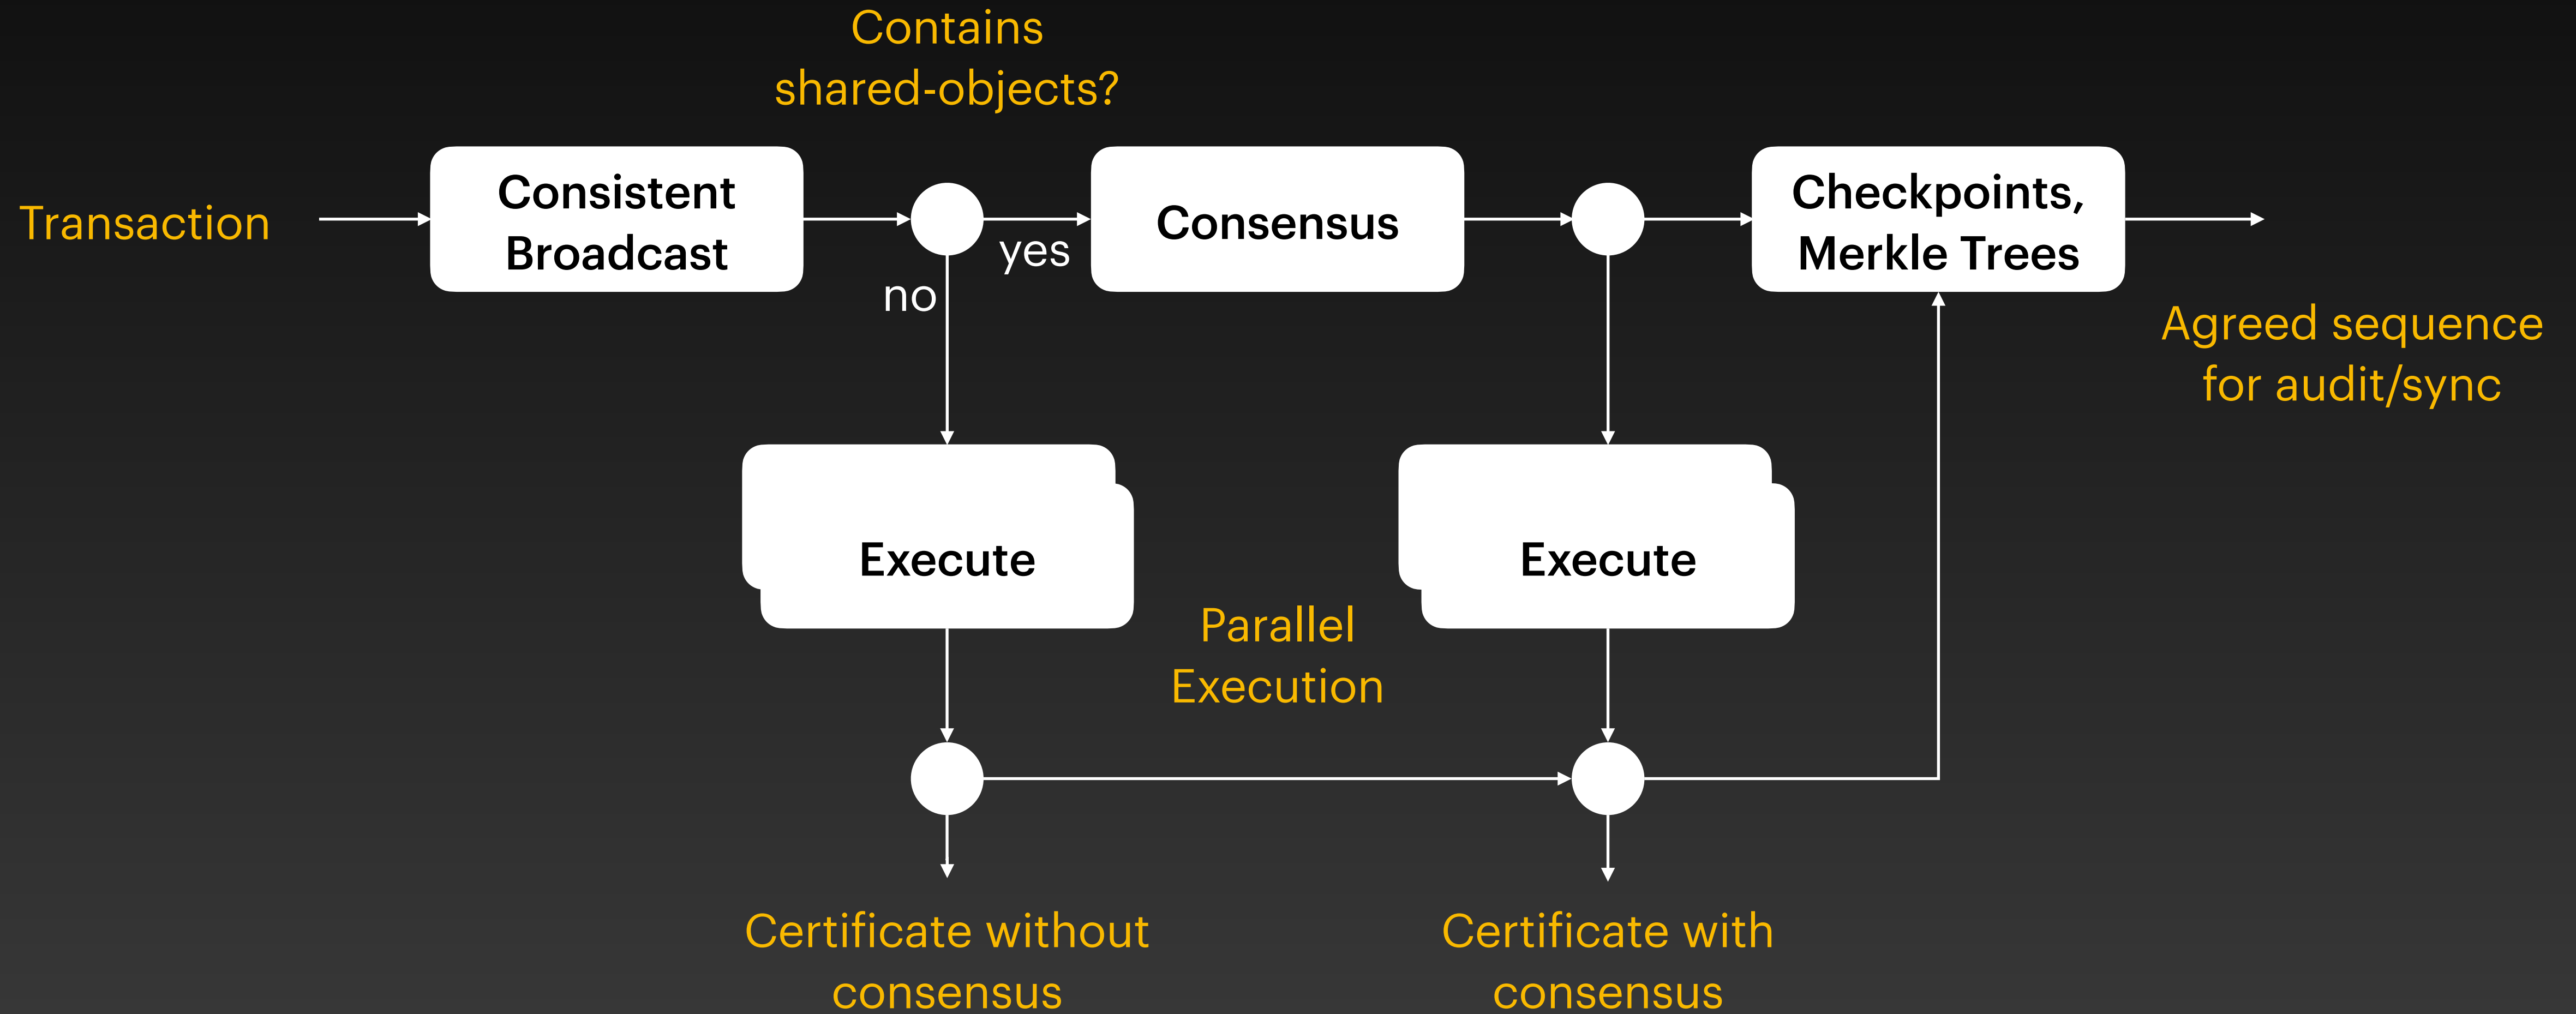 Contains
shared-objects?
Transaction
Consistent
Broadcast
yes
no
Consensus
Checkpoints,
Merkle Trees
Agreed sequence
for audit/sync
Execute
Execute
Parallel
Execution
Certificate without
consensus
Certificate with
consensus